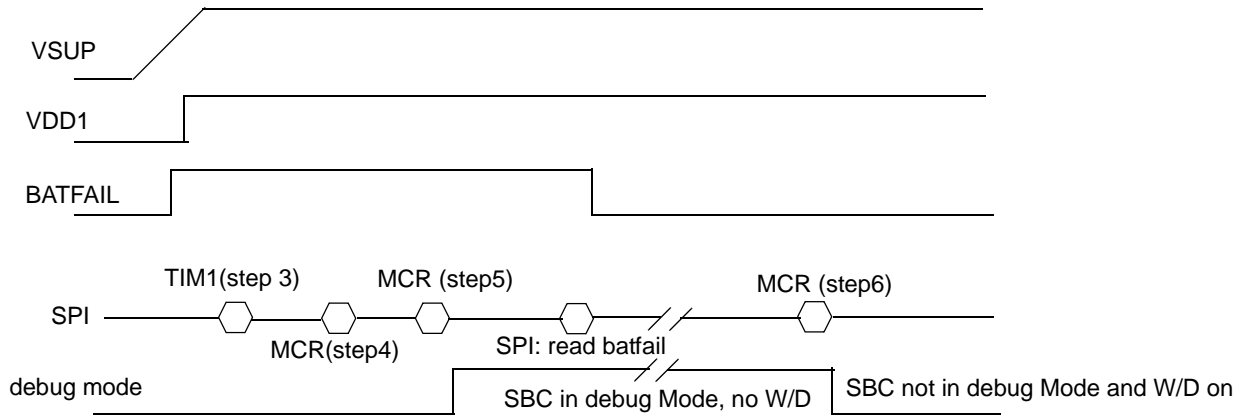 VSUP
VDD1
BATFAIL
TIM1(step 3)
MCR (step5)
MCR (step6)
SPI
MCR(step4)
SPI: read batfail
debug mode
SBC in debug Mode, no W/D
SBC not in debug Mode and W/D on